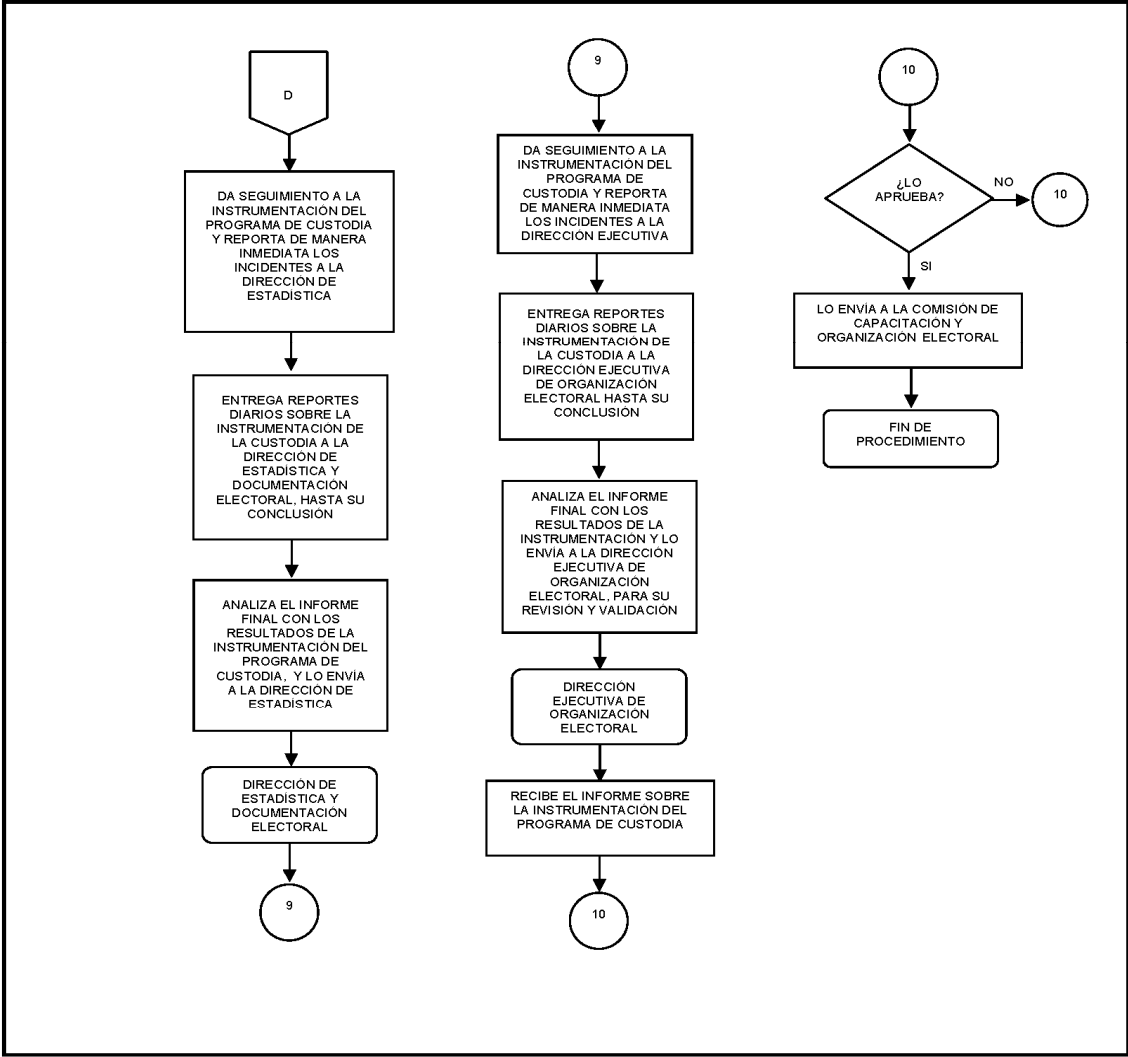 D
DA SEGUIMIENTO A LA
INSTRUMENTACIÓN DEL
PROGRAMA DE CUSTODIA
Y REPORTA DE MANERA
INMEDIATA LOS
INCIDENTES A LA
DIRECCIÓN DE
ESTADÍSTICA
ENTREGA REPORTES
DIARIOS SOBRE LA
INSTRUMENTACIÓN DE
LA CUSTODIA A LA
DIRECCIÓN DE
ESTADÍSTICA Y
DOCUMENTACIÓN
ELECTORAL, HASTA SU
CONCLUSIÓN
ANALIZA EL INFORME
FINAL CON LOS
RESULTADOS DE LA
INSTRUMENTACIÓN DEL
PROGRAMA DE
CUSTODIA, Y LO ENVÍA
A LA DIRECCIÓN DE
ESTADÍSTICA
DIRECCIÓN DE
ESTADÍSTICA Y
DOCUMENTACIÓN
ELECTORAL
9
9
DA SEGUIMIENTO A LA
INSTRUMENTACIÓN DEL
PROGRAMA DE
CUSTODIA Y REPORTA
DE MANERA INMEDIATA
LOS INCIDENTES A LA
DIRECCIÓN EJECUTIVA
ENTREGA REPORTES
DIARIOS SOBRE LA
INSTRUMENTACIÓN DE
LA CUSTODIA A LA
DIRECCIÓN EJECUTIVA
DE ORGANIZACIÓN
ELECTORAL HASTA SU
CONCLUSIÓN
ANALIZA EL INFORME
FINAL CON LOS
RESULTADOS DE LA
INSTRUMENTACIÓN Y LO
ENVÍA A LA DIRECCIÓN
EJECUTIVA DE
ORGANIZACIÓN
ELECTORAL, PARA SU
REVISIÓN Y VALIDACIÓN
DIRECCIÓN
EJECUTIVA DE
ORGANIZACIÓN
ELECTORAL
RECIBE EL INFORME SOBRE
LA INSTRUMENTACIÓN DEL
PROGRAMA DE CUSTODIA
10
10
¿LO
APRUEBA?
NO
10
SI
LO ENVÍA A LA COMISIÓN DE
CAPACITACIÓN Y
ORGANIZACIÓN ELECTORAL
FIN DE
PROCEDIMIENTO